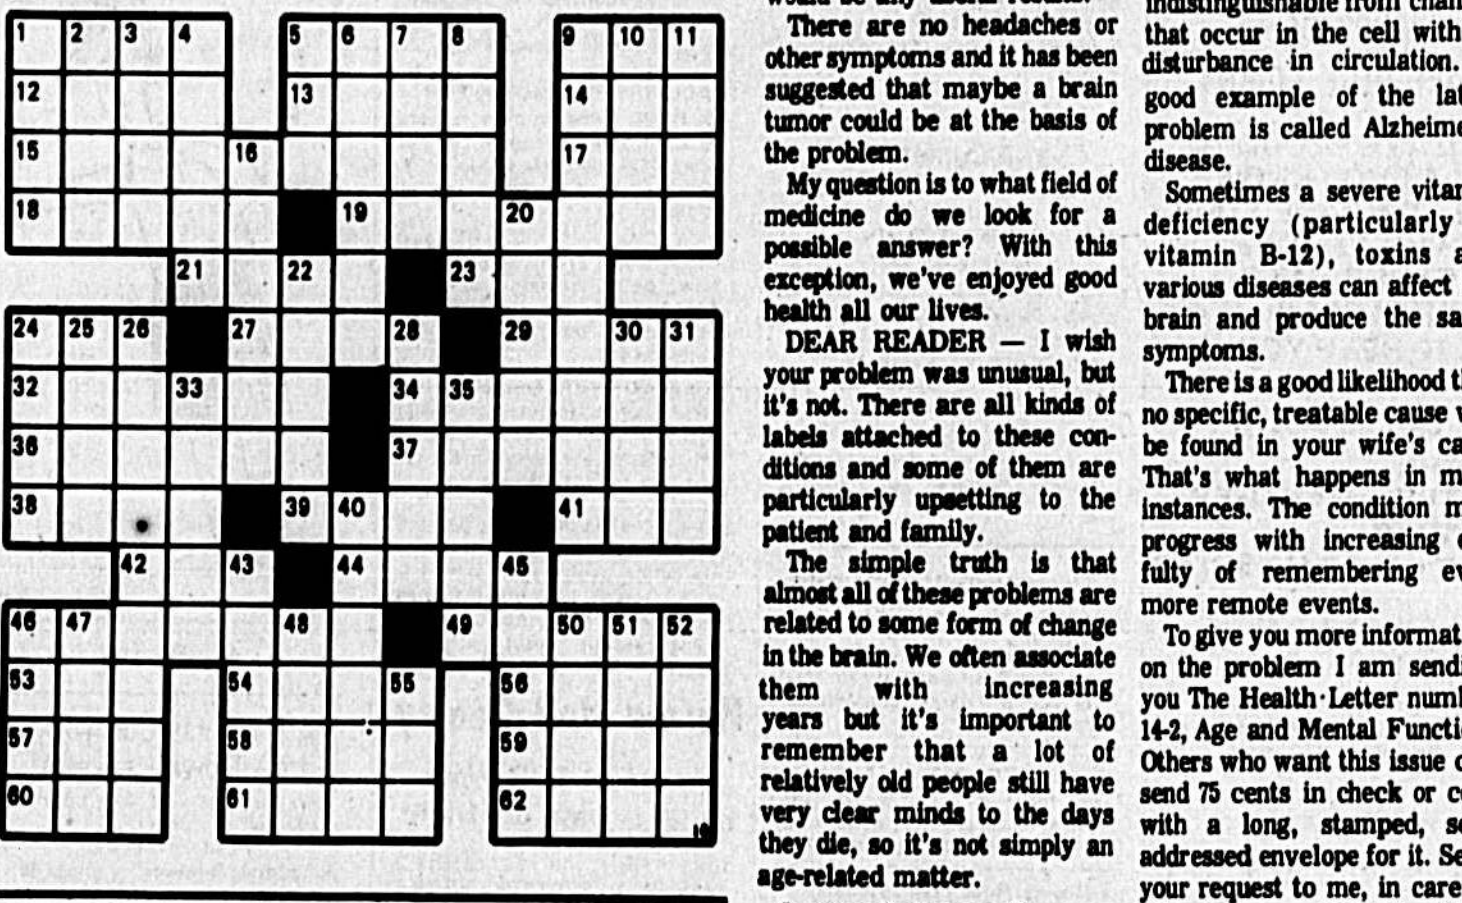 1 2 3 4 5 6 7 8 9 10 11
12 13 14
15 16 17
18 19 20
21 22 23
24 25 26 27 28 29 30 31
32 33 34 35
36 37
38 39 40 41
42 43 44 45
46 47 48 49 50 51 52
53 54 55 56
57 58 59
60 61 62
There are no headaches or
other symptoms and it has been
suggested that maybe a brain
tumor could be at the basis of
the problem.
My question is to what field of
medicine do we look for a
possible answer? With this
exception, we've enjoyed good
health all our lives.
DEAR READER — I wish
your problem was unusual, but
it's not. There are all kinds of
labels attached to these con-
ditions and some of them are
particularly upsetting to the
patient and family.
The simple truth is that
almost all of these problems are
related to some form of change
in the brain. We often associate
them with increasing
years but it's important to
remember that a lot of
relatively old people still have
very clear minds to the days
they die, so it's not simply an
age-related matter.
indistinguishable from
that occur in the cell with
disturbance in circulation.
good example of the
problem is called
disease.
Sometimes a severe
deficiency (particularly
vitamin B-12), toxins
various diseases can affect
brain and produce the
symptoms.
There is a good likelihood
no specific, treatable cause
be found in your wife's
That's what happens in
instances. The condition
progress with increasing
fulty of remembering
more remote events.
To give you more
on the problem I am
you The Health Letter
14-2, Age and Mental
Others who want this issue
send 75 cents in check or
with a long, stamped,
addressed envelope for it.
your request to me, in care